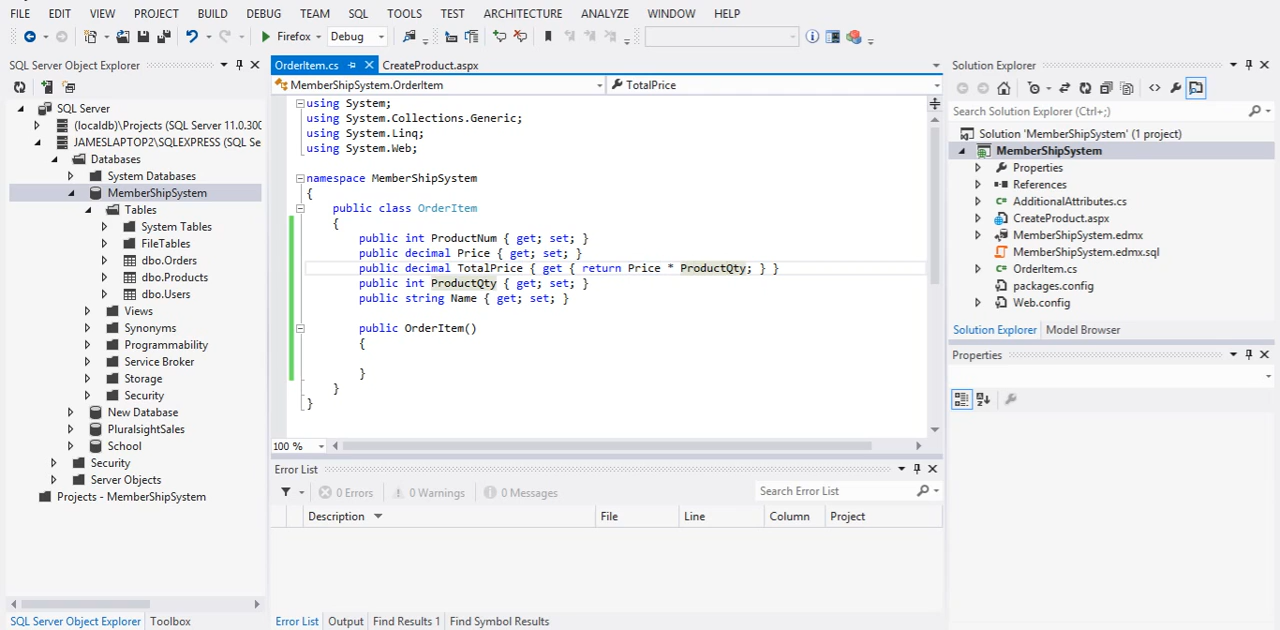 FILE EDIT VIEW PROJECT BUILD DEBUG TEAM SQL TOOLS TEST ARCHITECTURE ANALYZE WINDOW HELP
Firefox Debug
SQL Server Object Explorer
SQL Server
(localdb)\Projects (SQL Server 11.0.300
JAMESLAPTOP2\SQLEXPRESS (SQL Se
Databases
System Databases
MemberShipSystem
Tables
System Tables
FileTables
dbo.Orders
dbo.Products
dbo.Users
Views
Synonyms
Programmability
Service Broker
Storage
Security
New Database
PluralsightSales
School
Security
Server Objects
Projects - MemberShipSystem
SQL Server Object Explorer Toolbox
OrderItem.cs CreateProduct.aspx
MemberShipSystem.OrderItem TotalPrice
using System;
using System.Collections.Generic;
using System.Linq;
using System.Web;
namespace MemberShipSystem
{
public class OrderItem
{
public int ProductNum { get; set; }
public decimal Price { get; set; }
public decimal TotalPrice { get { return Price * ProductQty; } }
public int ProductQty { get; set; }
public string Name { get; set; }
public OrderItem()
{
}
}
}
100 %
Error List
0 Errors 0 Warnings 0 Messages Search Error List
Description File Line Column Project
Error List Output Find Results 1 Find Symbol Results
Solution Explorer
Search Solution Explorer (Ctrl+;)
Solution 'MemberShipSystem' (1 project)
MemberShipSystem
Properties
References
AdditionalAttributes.cs
CreateProduct.aspx
MemberShipSystem.edmx
MemberShipSystem.edmx.sql
OrderItem.cs
packages.config
Web.config
Solution Explorer Model Browser
Properties